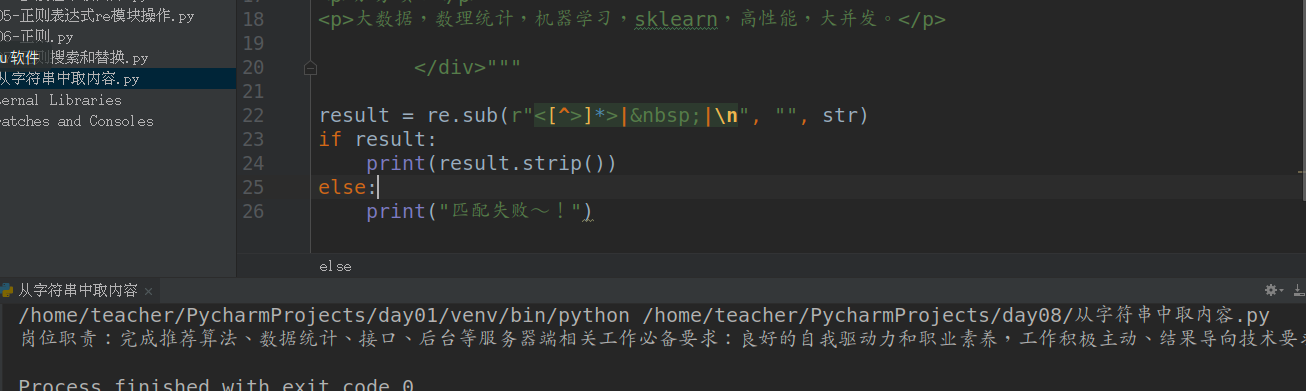 05-正则表达式re模块操作.py
06-正则.py
u软件 搜索和替换.py
从字符串中取内容.py
ernal Libraries
atches and Consoles
18 <p>大数据，数理统计，机器学习，sklearn，高性能，大并发。</p>
19
20 </div>"""
21
22 result = re.sub(r"<[^>]*>|&nbsp;|\n", "", str)
23 if result:
24 print(result.strip())
25 else:
26 print("匹配失败～！")
else
从字符串中取内容 ×
/home/teacher/PycharmProjects/day01/venv/bin/python /home/teacher/PycharmProjects/day08/从字符串中取内容.py
岗位职责：完成推荐算法、数据统计、接口、后台等服务器端相关工作必备要求：良好的自我驱动力和职业素养，工作积极主动、结果导向技术要求
Process finished with exit code 0